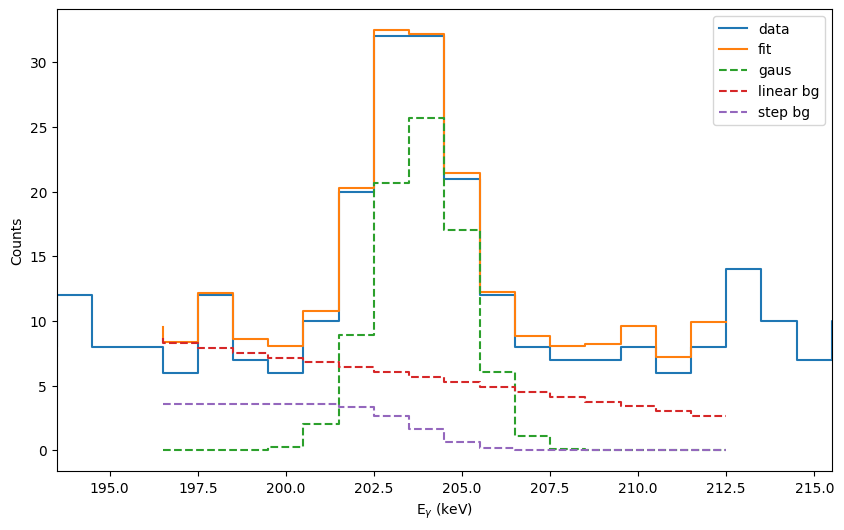 data
fit
gaus
linear bg
step bg
Counts
30
25
20
15
10
5
0
195.0 197.5 200.0 202.5 205.0 207.5 210.0 212.5 215.0
Eγ (keV)